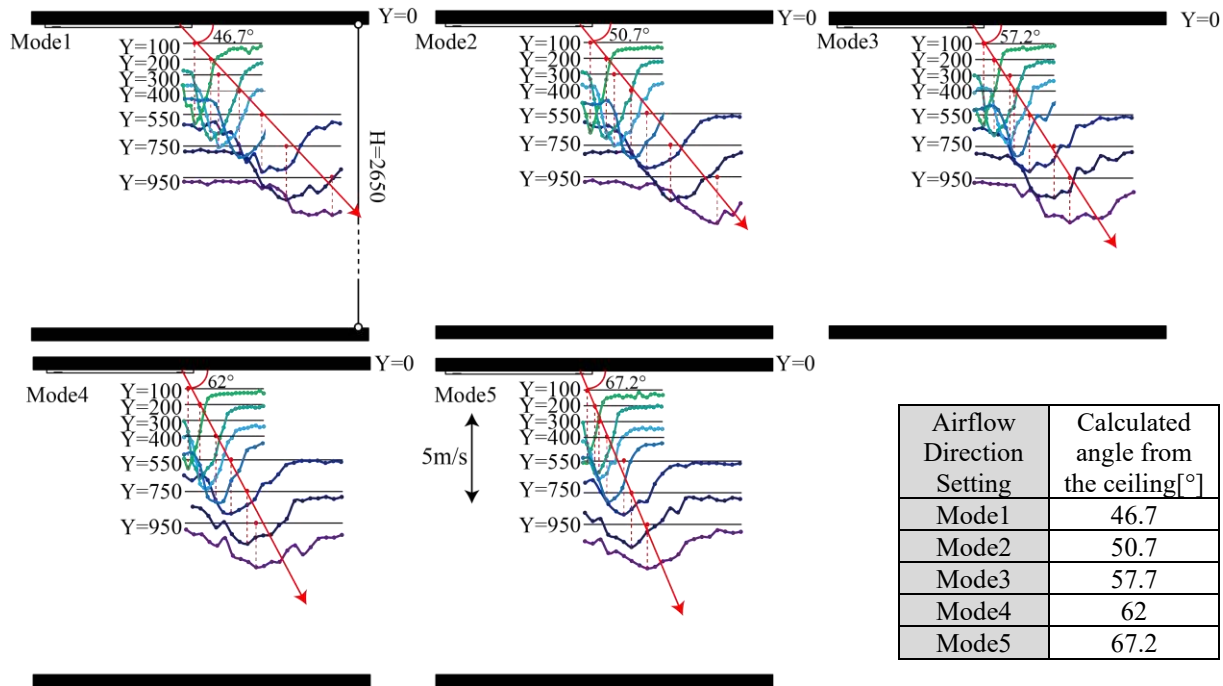 Y=0
Mode1
46.7°
Y=100
Y=200
Y=300
Y=400
Y=550
Y=750
Y=950
H=2650
Mode2
50.7°
Y=0
Y=100
Y=200
Y=300
Y=400
Y=550
Y=750
Y=950
Mode3
57.2°
Y=0
Y=100
Y=200
Y=300
Y=400
Y=550
Y=750
Y=950
Mode4
62°
Y=0
Y=100
Y=200
Y=300
Y=400
Y=550
Y=750
Y=950
Mode5
67.2°
Y=0
Y=100
Y=200
Y=300
Y=400
Y=550
Y=750
Y=950
5m/s
Airflow Direction Setting
Calculated angle from the ceiling[°]
Mode1 46.7
Mode2 50.7
Mode3 57.7
Mode4 62
Mode5 67.2